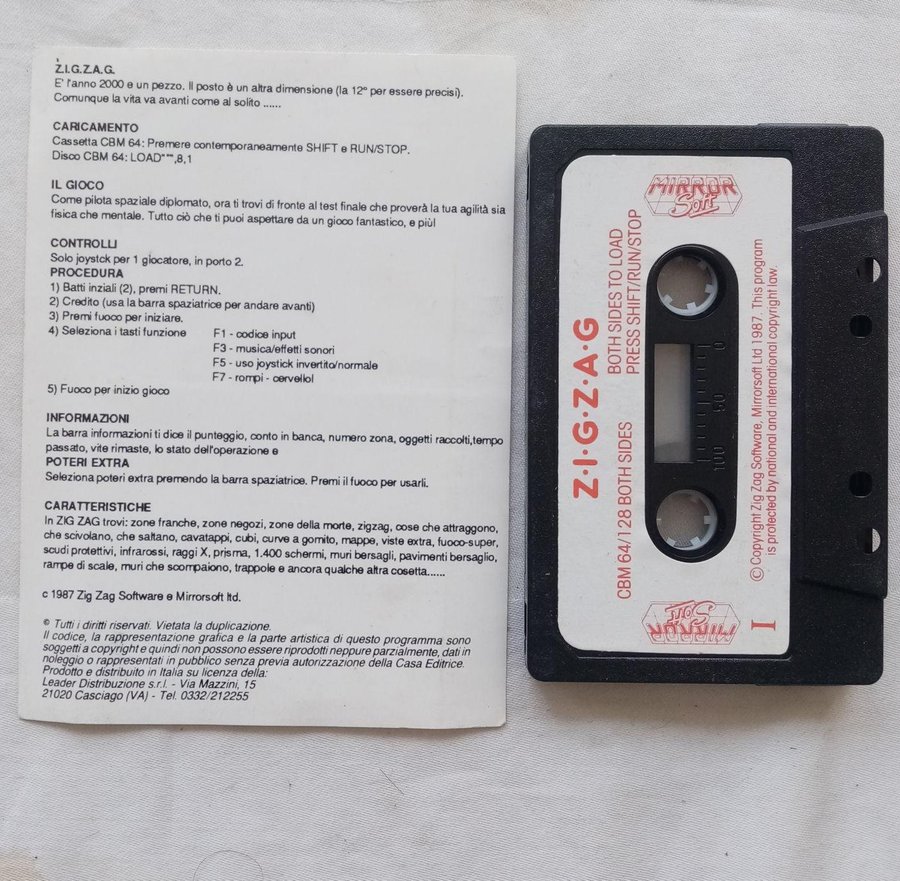 Z.I.G.Z.A.G.
E' l'anno 2000 e un pezzo. Il posto è un altra dimensione (la 12° per essere precisi).
Comunque la vita va avanti come al solito ......
CARICAMENTO
Cassetta CBM 64: Premere contemporaneamente SHIFT e RUN/STOP.
Disco CBM 64: LOAD"*",8,1
IL GIOCO
Come pilota spaziale diplomato, ora ti trovi di fronte al test finale che proverà la tua agilità sia
fisica che mentale. Tutto ciò che ti puoi aspettare da un gioco fantastico, e più!
CONTROLLI
Solo joystck per 1 giocatore, in porto 2.
PROCEDURA
1) Batti inziali (2), premi RETURN.
2) Credito (usa la barra spaziatrice per andare avanti)
3) Premi fuoco per iniziare.
4) Seleziona i tasti funzione F1 - codice input
F3 - musica/effetti sonori
F5 - uso joystick invertito/normale
F7 - rompi - cervello!
5) Fuoco per inizio gioco
INFORMAZIONI
La barra informazioni ti dice il punteggio, conto in banca, numero zona, oggetti raccolti,tempo
passato, vite rimaste, lo stato dell'operazione e
POTERI EXTRA
Seleziona poteri extra premendo la barra spaziatrice. Premi il fuoco per usarli.
CARATTERISTICHE
In ZIG ZAG trovi: zone franche, zone negozi, zone della morte, zigzag, cose che attraggono,
che scivolano, che saltano, cavatappi, cubi, curve a gomito, mappe, viste extra, fuoco-super,
scudi protettivi, infrarossi, raggi X, prisma, 1.400 schermi, muri bersagli, pavimenti bersaglio,
rampe di scale, muri che scompaiono, trappole e ancora qualche altra cosetta......
c 1987 Zig Zag Software e Mirrorsoft ltd.
© Tutti i diritti riservati. Vietata la duplicazione.
Il codice, la rappresentazione grafica e la parte artistica di questo programma sono
soggetti a copyright e quindi non possono essere riprodotti neppure parzialmente, dati in
noleggio o rappresentati in pubblico senza previa autorizzazione della Casa Editrice.
Prodotto e distribuito in Italia su licenza della:
Leader Distribuzione s.r.l. - Via Mazzini, 15
21020 Casciago (VA) - Tel. 0332/212255
MIRROR
Soft
Z·I·G·Z·A·G
CBM 64/128 BOTH SIDES
BOTH SIDES TO LOAD
PRESS SHIFT/RUN/STOP
0 50 100
© Copyright Zig Zag Software, Mirrorsoft Ltd 1987. This program
is protected by national and international copyright law.
MIRROR
Soft
I